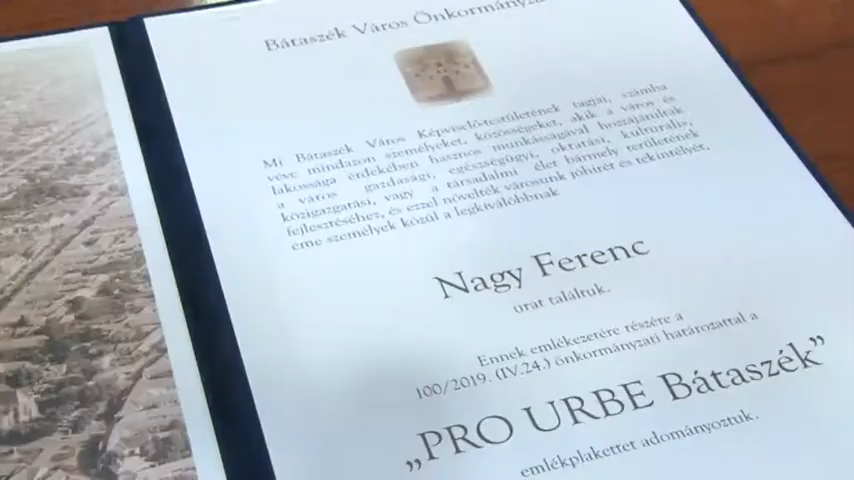 Bátaszék Város Önkormányza
Mi Bátaszék Város Képviselő-testületének tagjai, számba
véve mindazon személyeket, közösségeket, akik a város és
lakossága érdekében hasznos munkásságával hozzájárultak
a város gazdasági, egészségügyi, oktatási, kulturális,
közigazgatási, vagy a társadalmi élet bármely területének
fejlesztéséhez, és ezzel növelték városunk jóhírét és tekintélyét,
eme személyek közül a legkiválóbbnak
Nagy Ferenc
urat találtuk.
Ennek emlékezetére részére a
100/2019. (IV.24.) önkormányzati határozattal a
„PRO URBE Bátaszék”
emlékplakettet adományoztuk.